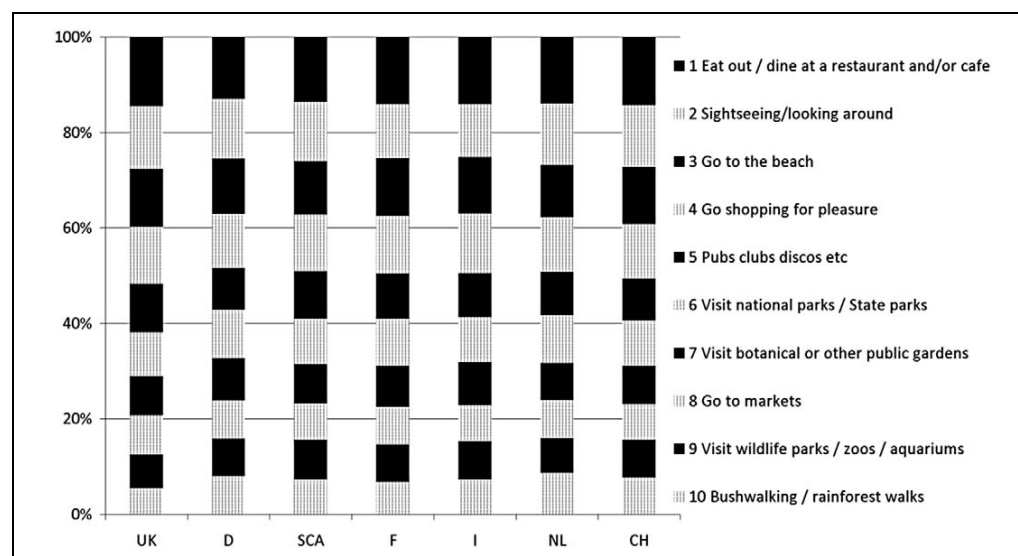 100%
80%
60%
40%
20%
0%
UK D SCA F I NL CH
1 Eat out / dine at a restaurant and/or cafe
2 Sightseeing/looking around
3 Go to the beach
4 Go shopping for pleasure
5 Pubs clubs discos etc
6 Visit national parks / State parks
7 Visit botanical or other public gardens
8 Go to markets
9 Visit wildlife parks / zoos / aquariums
10 Bushwalking / rainforest walks